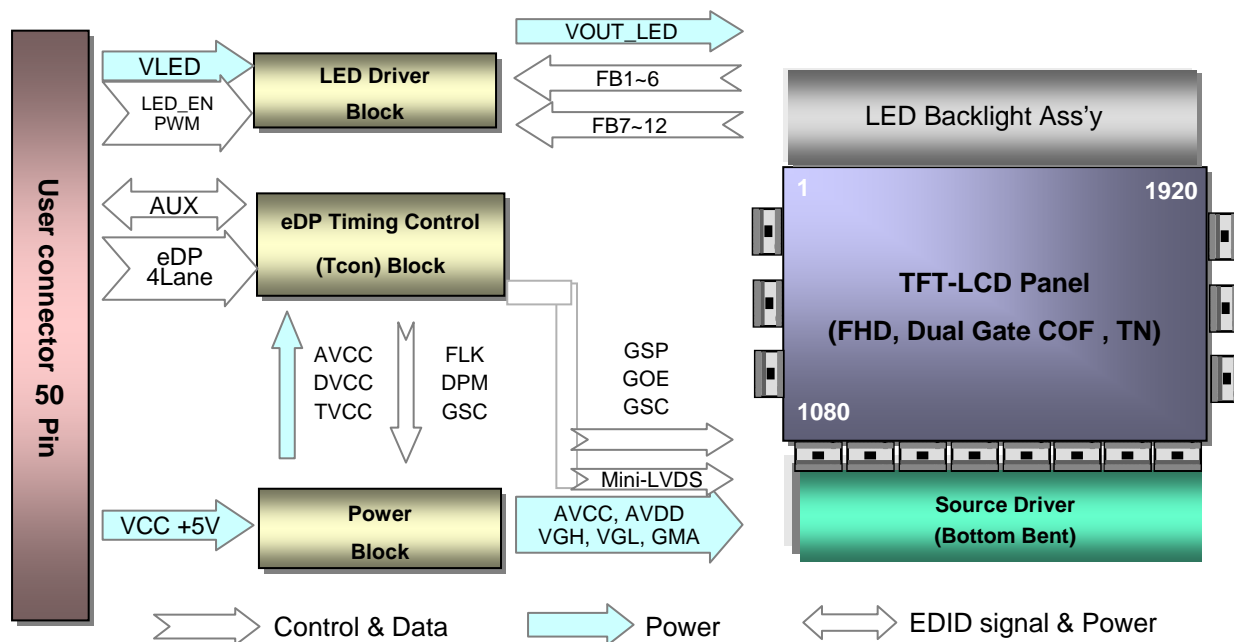 User connector 50 Pin
VLED
LED_EN
PWM
LED Driver
Block
VOUT_LED
FB1~6
FB7~12
LED Backlight Ass'y
AUX
eDP
4Lane
eDP Timing Control
(Tcon) Block
1
1920
TFT-LCD Panel
(FHD, Dual Gate COF , TN)
1080
AVCC
DVCC
TVCC
FLK
DPM
GSC
GSP
GOE
GSC
Mini-LVDS
VCC +5V
Power
Block
AVCC, AVDD
VGH, VGL, GMA
Source Driver
(Bottom Bent)
Control & Data
Power
EDID signal & Power